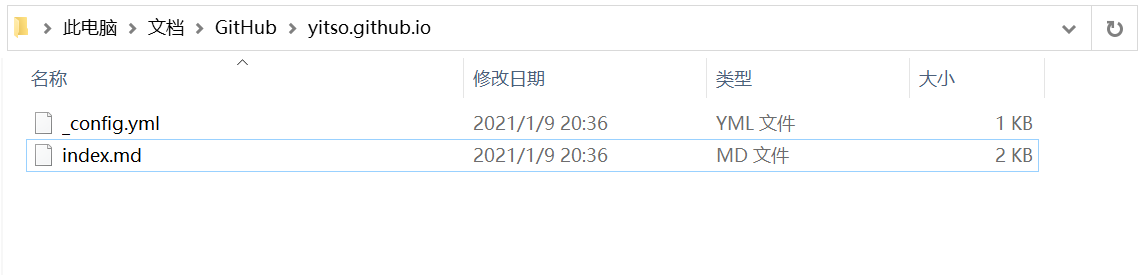 此电脑 > 文档 > GitHub > yitso.github.io
名称 修改日期 类型 大小
_config.yml 2021/1/9 20:36 YML 文件 1 KB
index.md 2021/1/9 20:36 MD 文件 2 KB